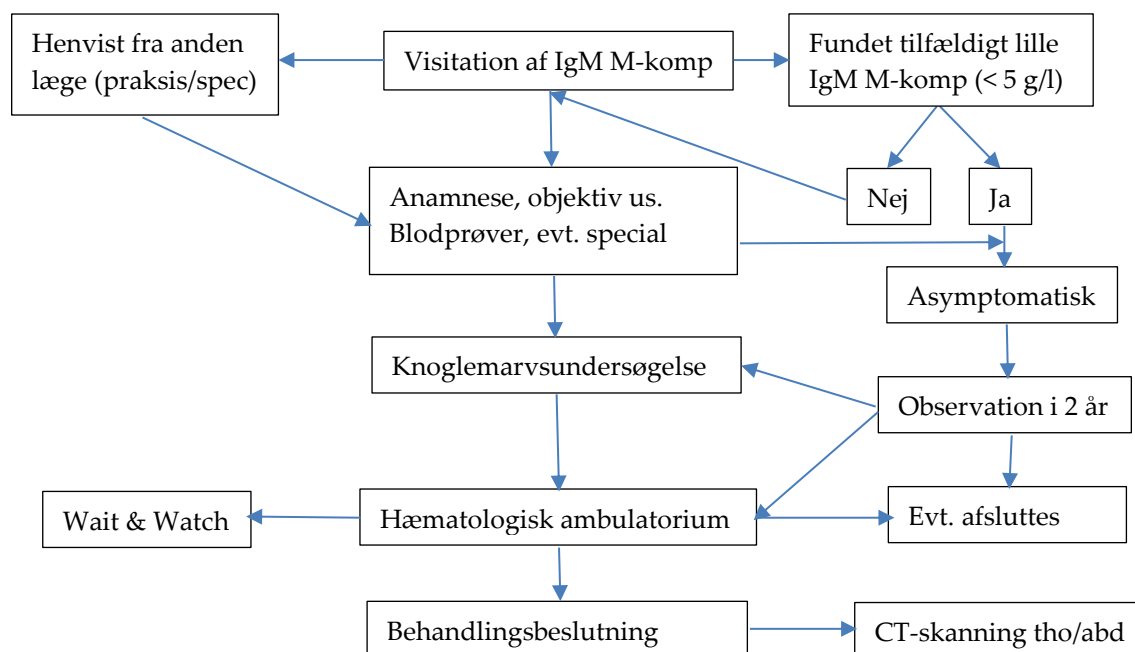 Henvist fra anden
læge (praksis/spec)
Visitation af IgM M-komp
Fundet tilfældigt lille
IgM M-komp (< 5 g/l)
Anamnese, objektiv us.
Blodprøver, evt. special
Nej
Ja
Asymptomatisk
Knoglemarvsundersøgelse
Observation i 2 år
Wait & Watch
Hæmatologisk ambulatorium
Evt. afsluttes
Behandlingsbeslutning
CT-skanning tho/abd